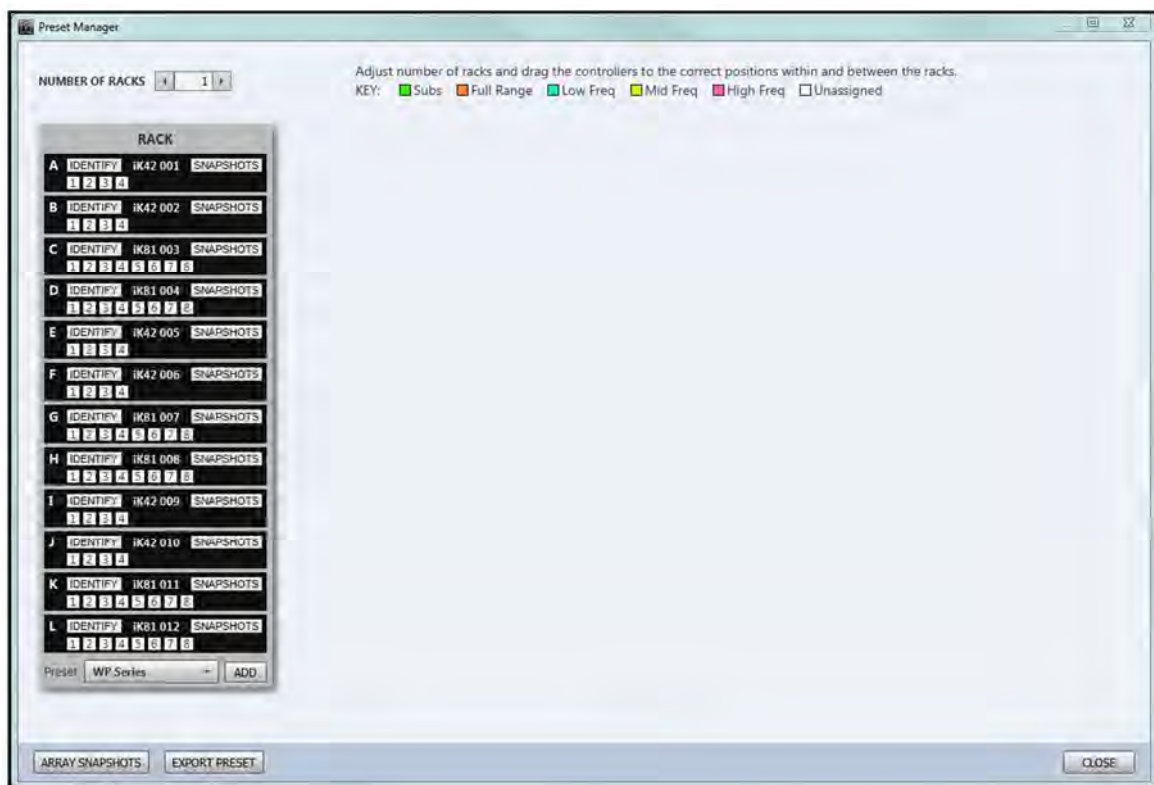 Preset Manager
NUMBER OF RACKS 1
Adjust number of racks and drag the controllers to the correct positions within and between the racks.
KEY: Subs Full Range Low Freq Mid Freq High Freq Unassigned
RACK
A IDENTIFY iK42 001 SNAPSHOTS
1 2 3 4
B IDENTIFY iK42 002 SNAPSHOTS
1 2 3 4
C IDENTIFY iK81 003 SNAPSHOTS
1 2 3 4 5 6 7 8
D IDENTIFY iK81 004 SNAPSHOTS
1 2 3 4 5 6 7 8
E IDENTIFY iK42 005 SNAPSHOTS
1 2 3 4
F IDENTIFY iK42 006 SNAPSHOTS
1 2 3 4
G IDENTIFY iK81 007 SNAPSHOTS
1 2 3 4 5 6 7 8
H IDENTIFY iK81 008 SNAPSHOTS
1 2 3 4 5 6 7 8
I IDENTIFY iK42 009 SNAPSHOTS
1 2 3 4
J IDENTIFY iK42 010 SNAPSHOTS
1 2 3 4
K IDENTIFY iK81 011 SNAPSHOTS
1 2 3 4 5 6 7 8
L IDENTIFY iK81 012 SNAPSHOTS
1 2 3 4 5 6 7 8
Preset WP Series ADD
ARRAY SNAPSHOTS EXPORT PRESET CLOSE